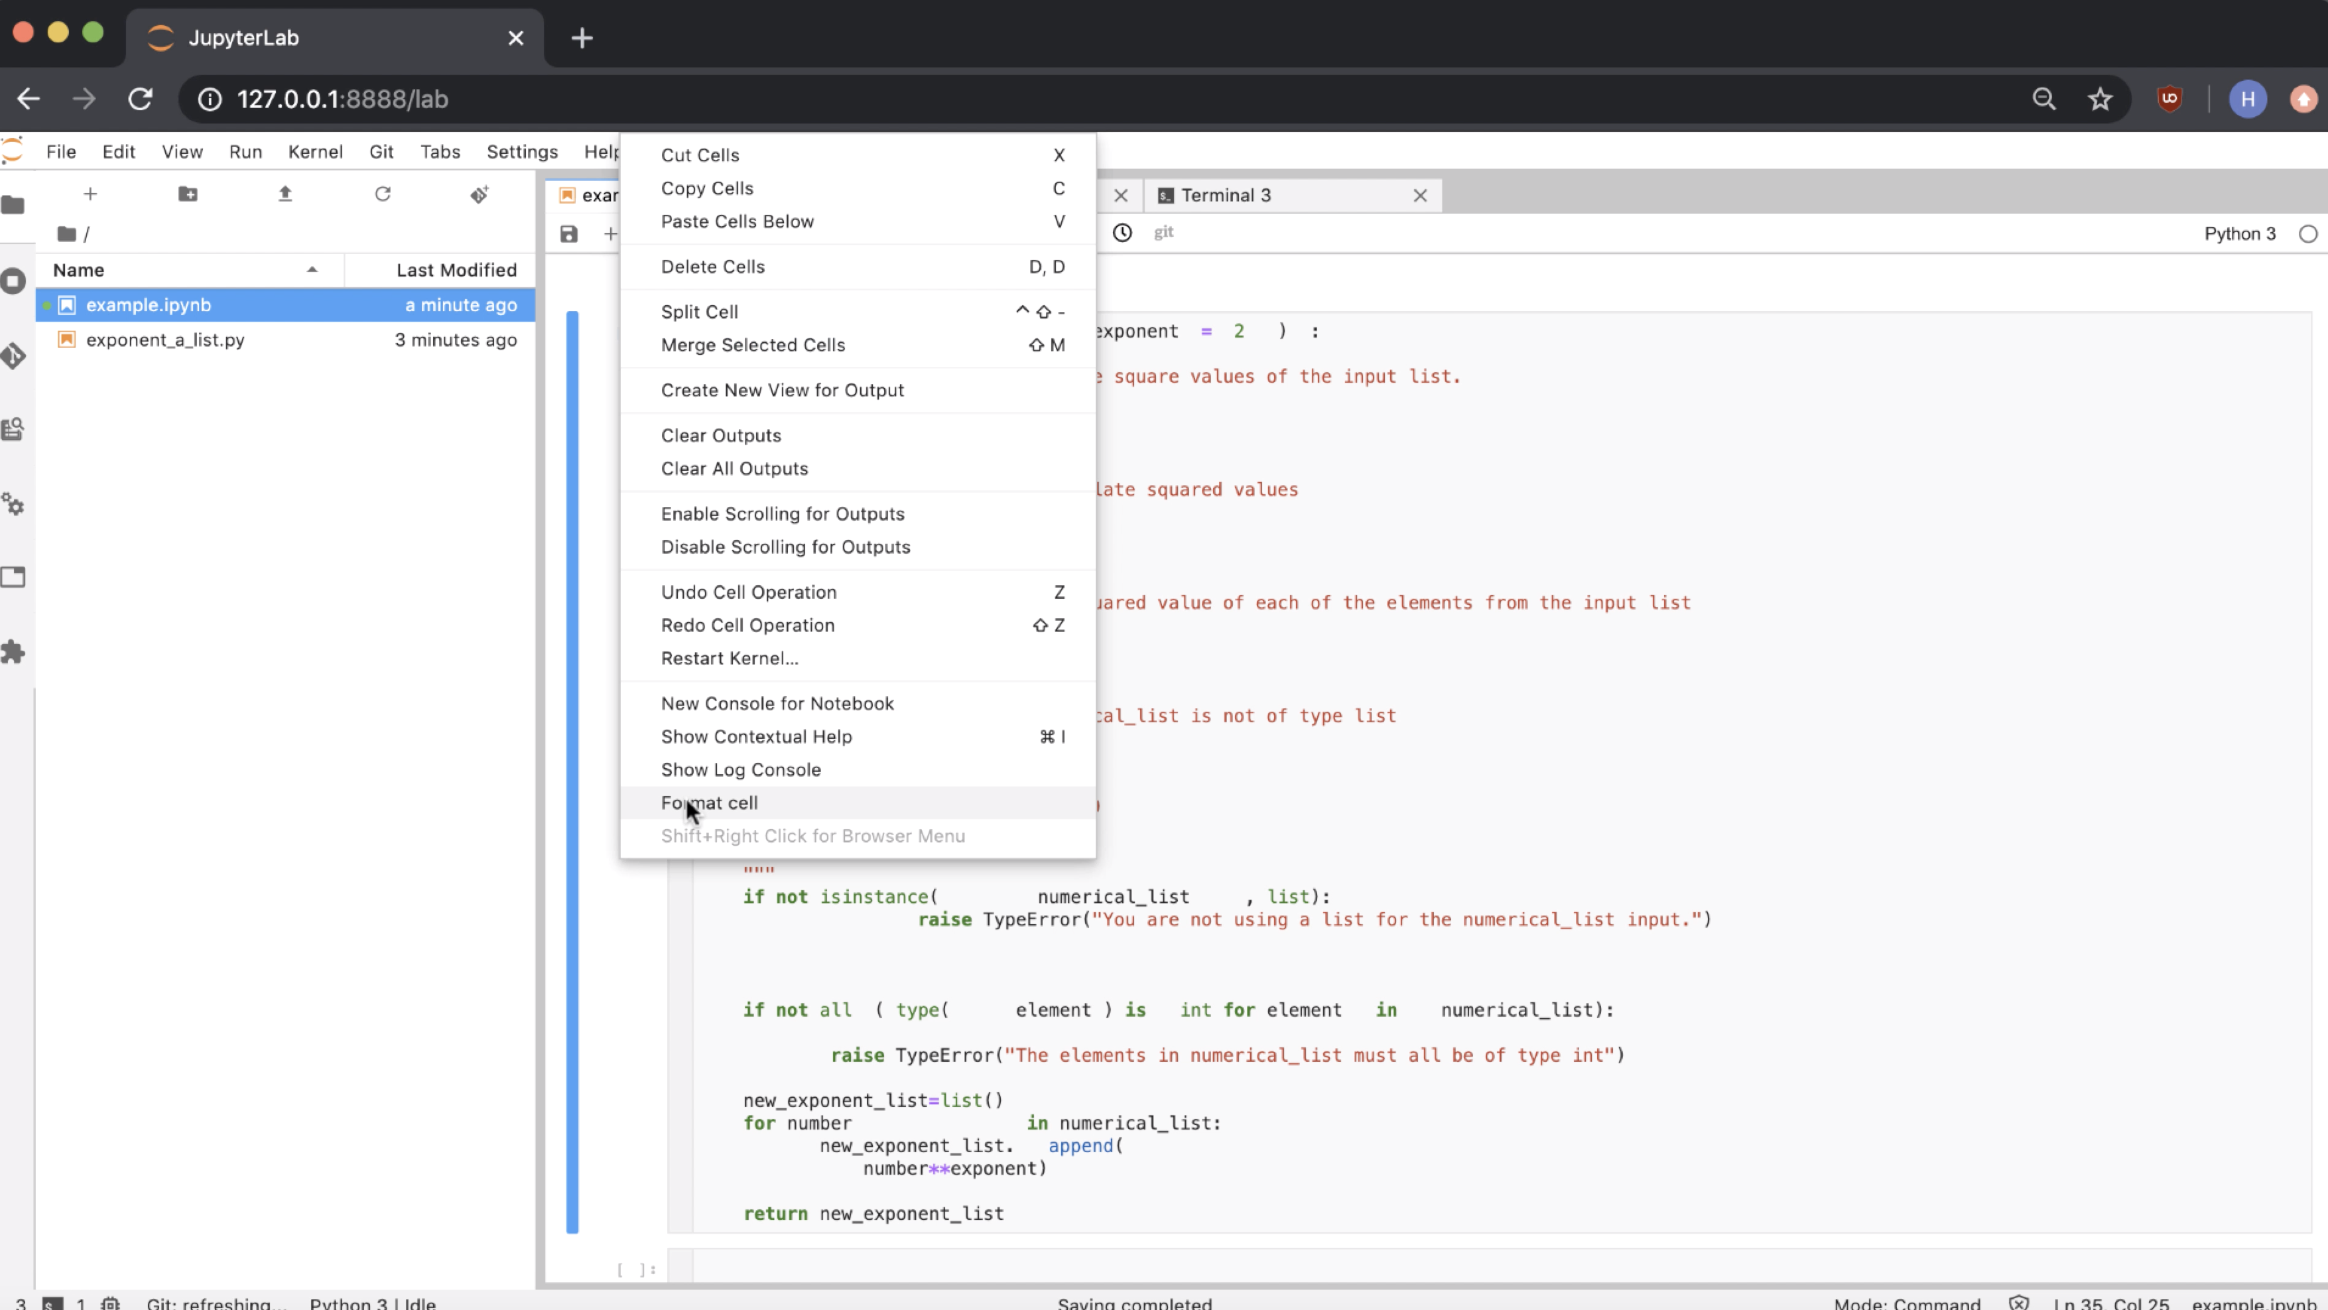 JupyterLab
127.0.0.1:8888/lab
H
File Edit View Run Kernel Git Tabs Settings Help
/
Name Last Modified
example.ipynb a minute ago
exponent_a_list.py 3 minutes ago
Cut Cells X
Copy Cells C
Paste Cells Below V
Delete Cells D, D
Split Cell ^ ⇧ -
Merge Selected Cells ⇧ M
Create New View for Output
Clear Outputs
Clear All Outputs
Enable Scrolling for Outputs
Disable Scrolling for Outputs
Undo Cell Operation Z
Redo Cell Operation ⇧ Z
Restart Kernel...
New Console for Notebook
Show Contextual Help ⌘ I
Show Log Console
Format cell
Shift+Right Click for Browser Menu
Terminal 3
git
Python 3
exponent = 2 ) :
square values of the input list.
squared values
value of each of the elements from the input list
is not of type list
"""
if not isinstance( numerical_list , list):
raise TypeError("You are not using a list for the numerical_list input.")
if not all ( type( element ) is int for element in numerical_list):
raise TypeError("The elements in numerical_list must all be of type int")
new_exponent_list=list()
for number in numerical_list:
new_exponent_list. append(
number**exponent)
return new_exponent_list
[ ]:
3 1 Git: refreshing... Python 3 | Idle Saving completed Mode: Command Ln 35, Col 25 example.ipynb